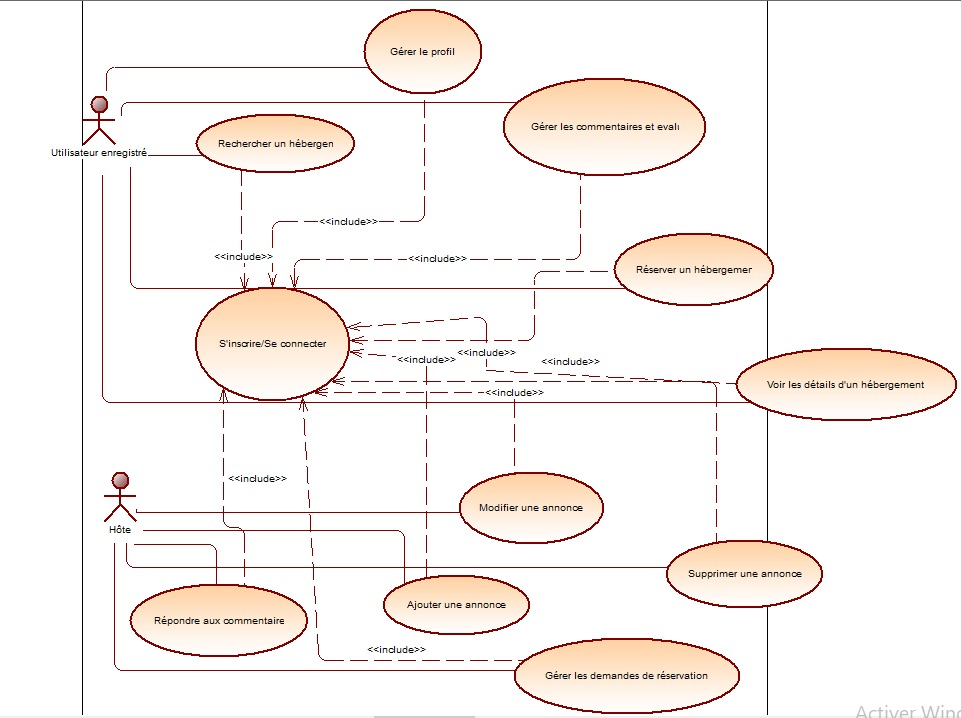 Gérer le profil
Gérer les commentaires et evalu
Rechercher un hébergen
Utilisateur enregistré
<<include>>
<<include>>
<<include>>
Réserver un hébergemer
S'inscrire/Se connecter
<<include>>
<<include>>
<<include>>
Voir les détails d'un hébergement
<<include>>
<<include>>
Modifier une annonce
Hôte
Supprimer une annonce
Ajouter une annonce
Répondre aux commentaire
<<include>>
Gérer les demandes de réservation
Activer Wind